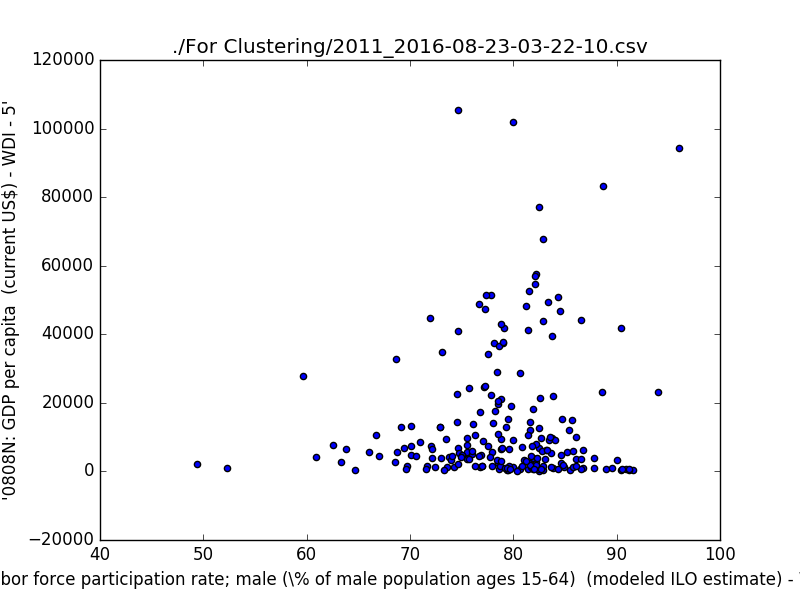 ./For Clustering/2011_2016-08-23-03-22-10.csv
120000
100000
80000
60000
40000
20000
0
−20000
'0808N: GDP per capita  (current US$) - WDI - 5'
40 50 60 70 80 90 100
bor force participation rate; male (\% of male population ages 15-64)  (modeled ILO estimate) -